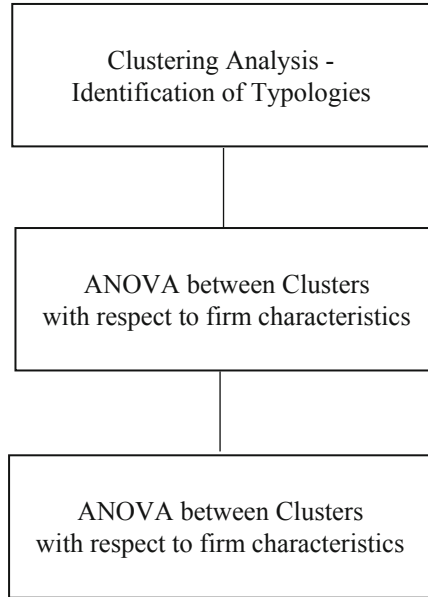 Clustering Analysis -
Identification of Typologies
ANOVA between Clusters
with respect to firm characteristics
ANOVA between Clusters
with respect to firm characteristics